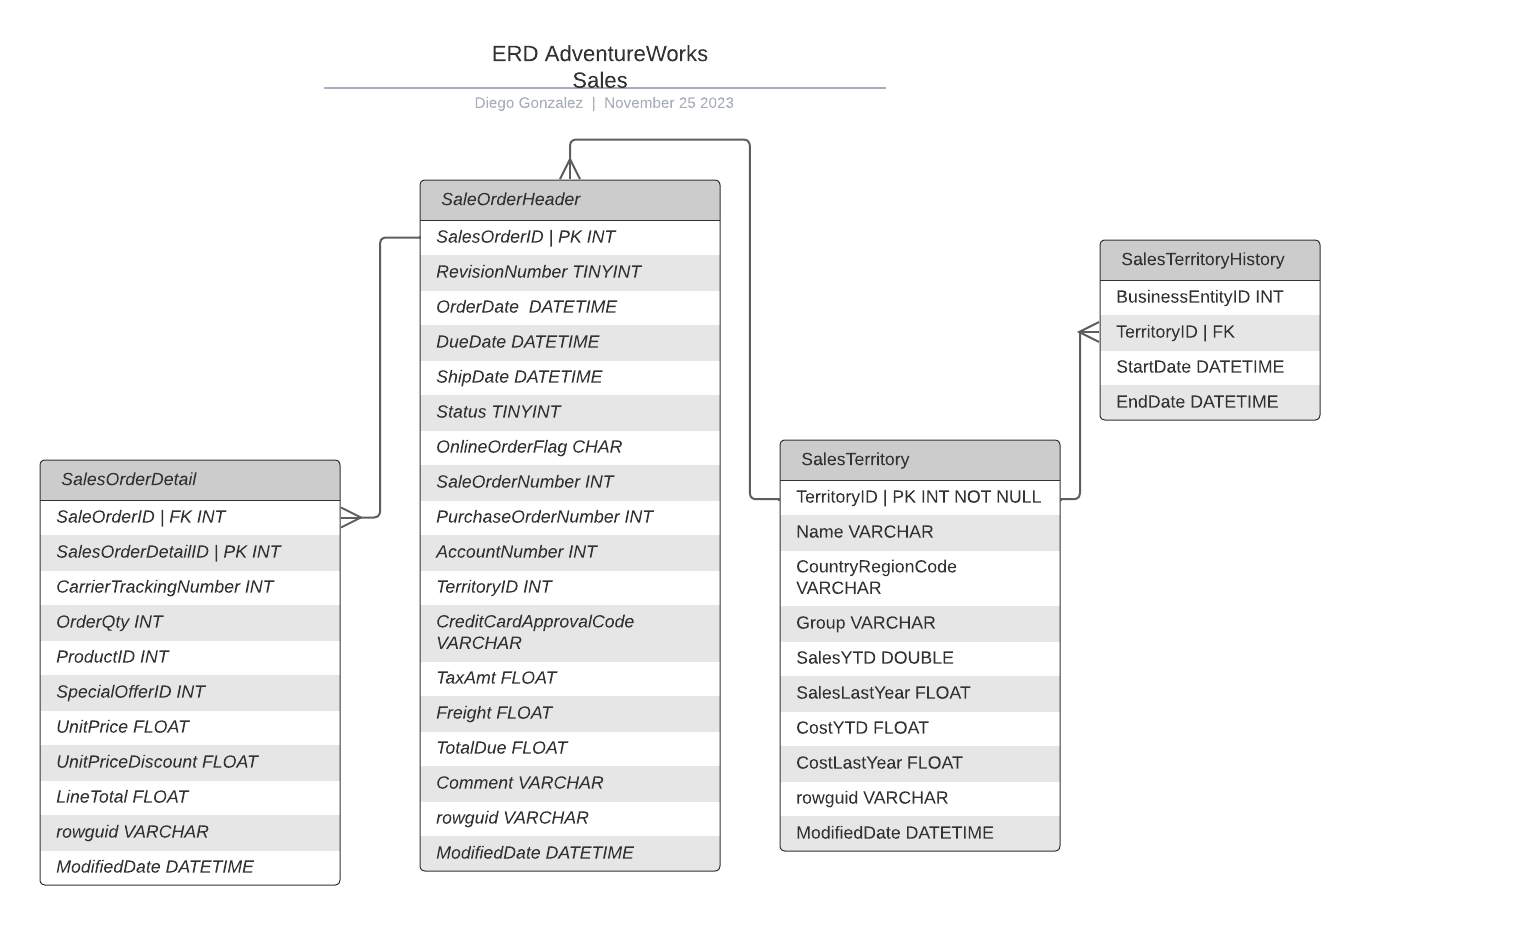 ERD AdventureWorks
Sales
Diego Gonzalez | November 25 2023
SalesOrderDetail
SaleOrderID | FK INT
SalesOrderDetailID | PK INT
CarrierTrackingNumber INT
OrderQty INT
ProductID INT
SpecialOfferID INT
UnitPrice FLOAT
UnitPriceDiscount FLOAT
LineTotal FLOAT
rowguid VARCHAR
ModifiedDate DATETIME
SaleOrderHeader
SalesOrderID | PK INT
RevisionNumber TINYINT
OrderDate  DATETIME
DueDate DATETIME
ShipDate DATETIME
Status TINYINT
OnlineOrderFlag CHAR
SaleOrderNumber INT
PurchaseOrderNumber INT
AccountNumber INT
TerritoryID INT
CreditCardApprovalCode
VARCHAR
TaxAmt FLOAT
Freight FLOAT
TotalDue FLOAT
Comment VARCHAR
rowguid VARCHAR
ModifiedDate DATETIME
SalesTerritory
TerritoryID | PK INT NOT NULL
Name VARCHAR
CountryRegionCode
VARCHAR
Group VARCHAR
SalesYTD DOUBLE
SalesLastYear FLOAT
CostYTD FLOAT
CostLastYear FLOAT
rowguid VARCHAR
ModifiedDate DATETIME
SalesTerritoryHistory
BusinessEntityID INT
TerritoryID | FK
StartDate DATETIME
EndDate DATETIME